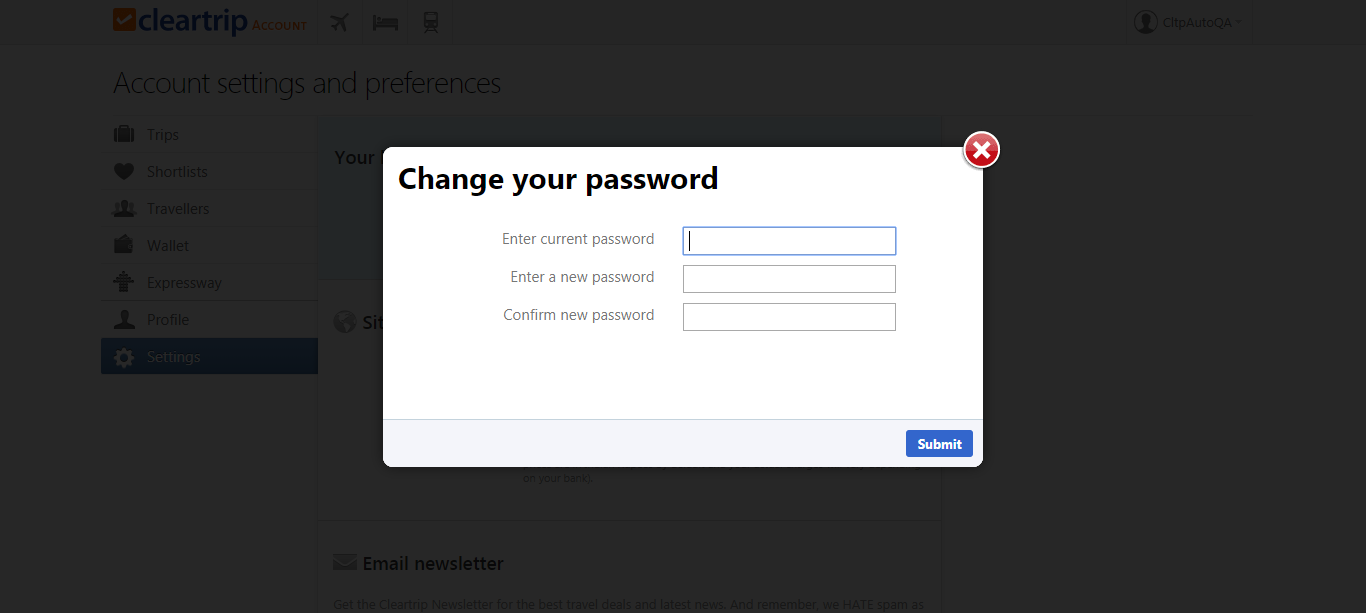 cleartrip ACCOUNT
CltpAutoQA
Account settings and preferences
Trips
Shortlists
Travellers
Wallet
Expressway
Profile
Settings
Your
Change your password
Enter current password
Enter a new password
Confirm new password
Submit
Sit
on your bank).
Email newsletter
Get the Cleartrip Newsletter for the best travel deals and latest news. And remember, we HATE spam as